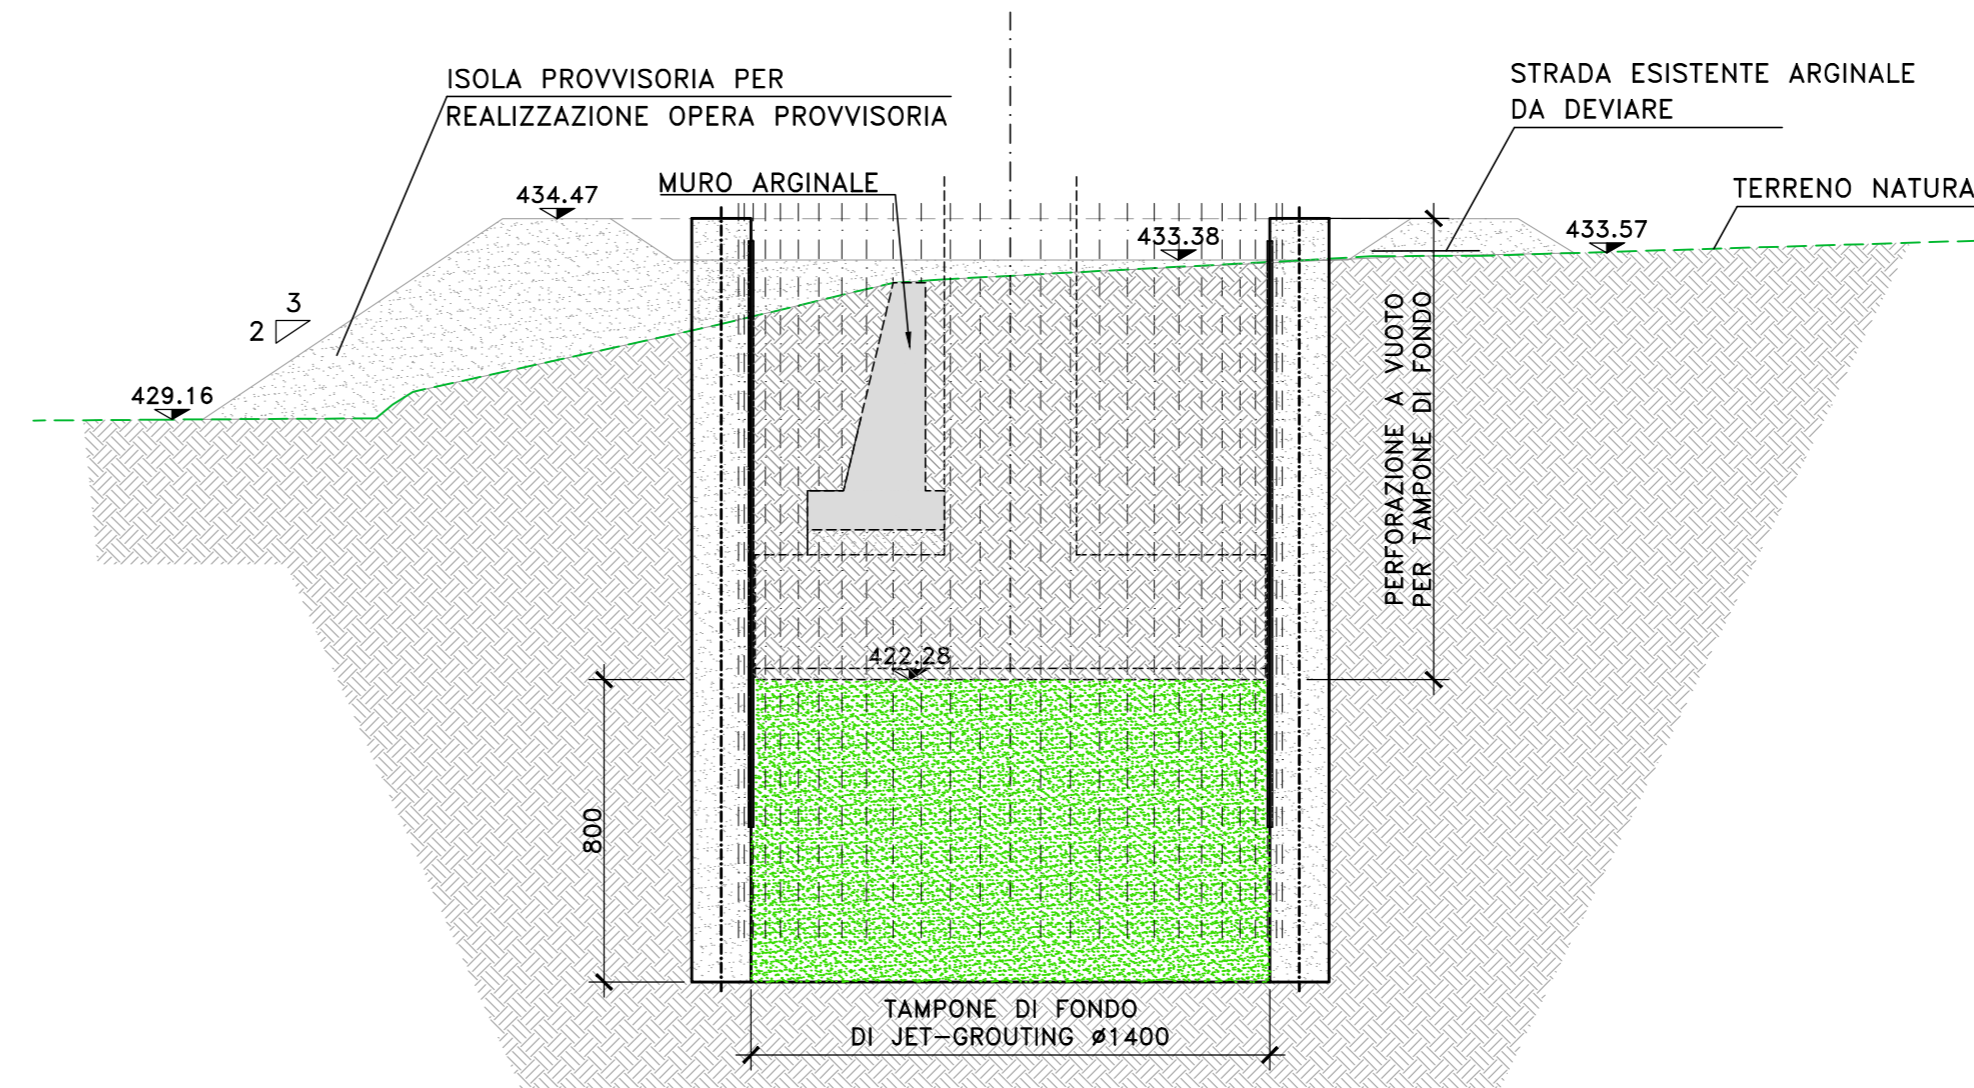 ISOLA PROVVISORIA PER
REALIZZAZIONE OPERA PROVVISORIA
STRADA ESISTENTE ARGINALE
DA DEVIARE
MURO ARGINALE
TERRENO NATURA
434.47
433.38
433.57
3
2
429.16
PERFORAZIONE A VUOTO
PER TAMPONE DI FONDO
422.28
800
TAMPONE DI FONDO
DI JET-GROUTING ø1400